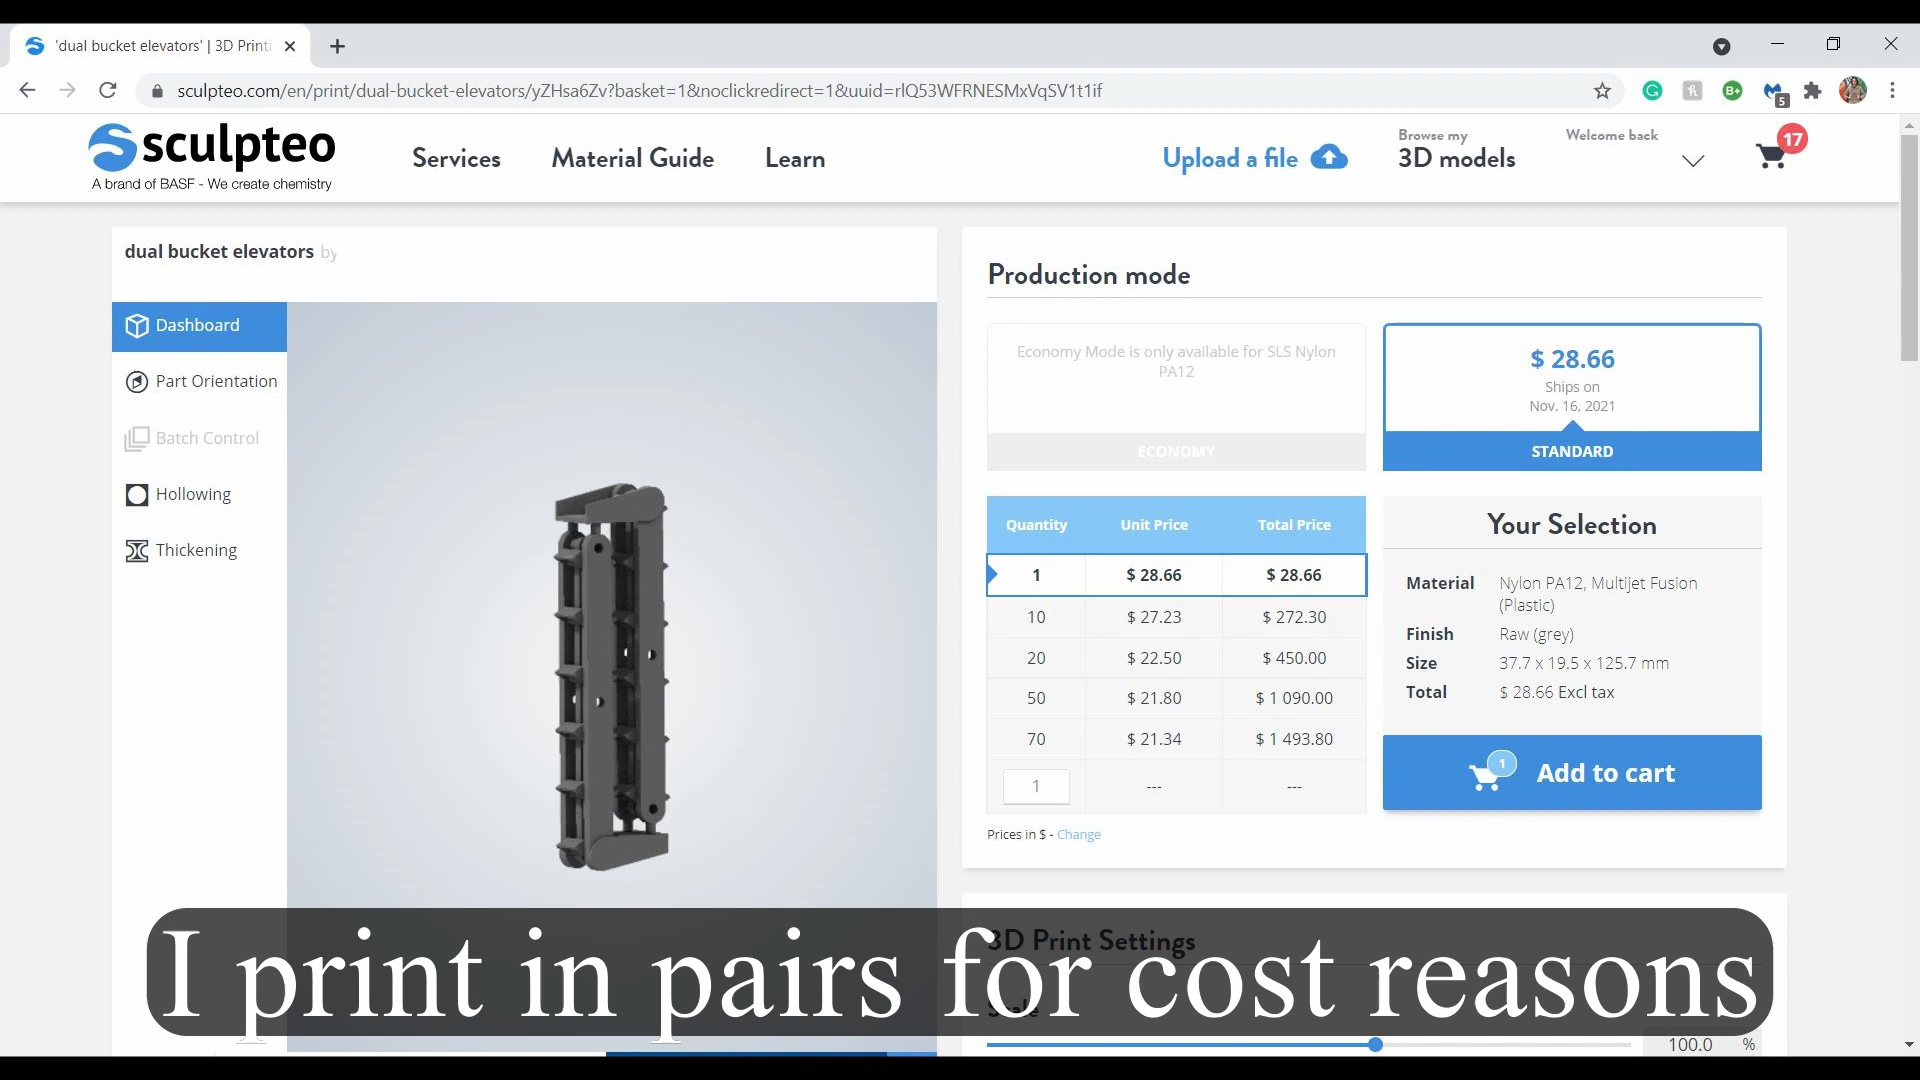 'dual bucket elevators' | 3D Printi
sculpteo.com/en/print/dual-bucket-elevators/yZHsa6Zv?basket=1&noclickredirect=1&uuid=rlQ53WFRNESMxVqSV1t1if
5
sculpteo
A brand of BASF - We create chemistry
Services
Material Guide
Learn
Upload a file
Browse my
3D models
Welcome back
17
dual bucket elevators by
Dashboard
Part Orientation
Batch Control
Hollowing
Thickening
Production mode
Economy Mode is only available for SLS Nylon
PA12
ECONOMY
$ 28.66
Ships on
Nov. 16, 2021
STANDARD
Quantity Unit Price Total Price
1 $ 28.66 $ 28.66
10 $ 27.23 $ 272.30
20 $ 22.50 $ 450.00
50 $ 21.80 $ 1 090.00
70 $ 21.34 $ 1 493.80
1 --- ---
Prices in $ - Change
Your Selection
Material Nylon PA12, Multijet Fusion
(Plastic)
Finish Raw (grey)
Size 37.7 x 19.5 x 125.7 mm
Total $ 28.66 Excl tax
1 Add to cart
3D Print Settings
Scale
100.0 %
I print in pairs for cost reasons